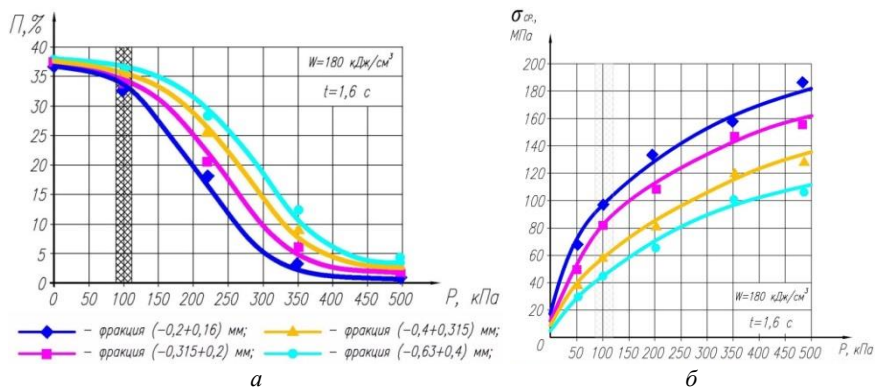 П,%
40
35
30
25
20
15
10
5
0
0 50 100 150 200 250 300 350 400 450 500
P, кПа
W=180 кДж/см³
t=1,6 с
– фракция (–0,2+0,16) мм;
– фракция (–0,4+0,315) мм;
– фракция (–0,315+0,2) мм;
– фракция (–0,63+0,4) мм;
а
σср.,
МПа
200
180
160
140
120
100
80
60
40
20
0
50 100 150 200 250 300 350 400 450 500
P, кПа
W=180 кДж/см³
t=1,6 с
б